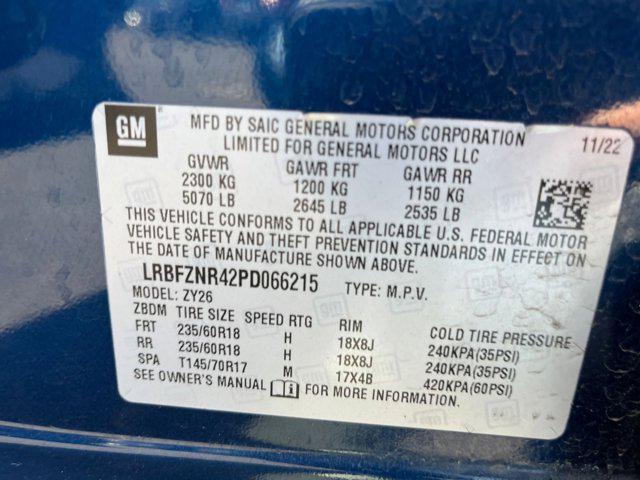 GM
MFD BY SAIC GENERAL MOTORS CORPORATION 11/22
LIMITED FOR GENERAL MOTORS LLC
GVWR GAWR FRT GAWR RR
2300 KG 1200 KG 1150 KG
5070 LB 2645 LB 2535 LB
THIS VEHICLE CONFORMS TO ALL APPLICABLE U.S. FEDERAL MOTOR
VEHICLE SAFETY AND THEFT PREVENTION STANDARDS IN EFFECT ON
THE DATE OF MANUFACTURE SHOWN ABOVE.
LRBFZNR42PD066215 TYPE: M.P.V.
MODEL: ZY26
ZBDM TIRE SIZE SPEED RTG RIM COLD TIRE PRESSURE
FRT 235/60R18 H 18X8J 240KPA(35PSI)
RR 235/60R18 H 18X8J 240KPA(35PSI)
SPA T145/70R17 M 17X4B 420KPA(60PSI)
SEE OWNER'S MANUAL FOR MORE INFORMATION.